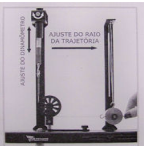 AJUSTE DO DINAMÔMETRO
AJUSTE DO RAIO
DA TRAJETÓRIA